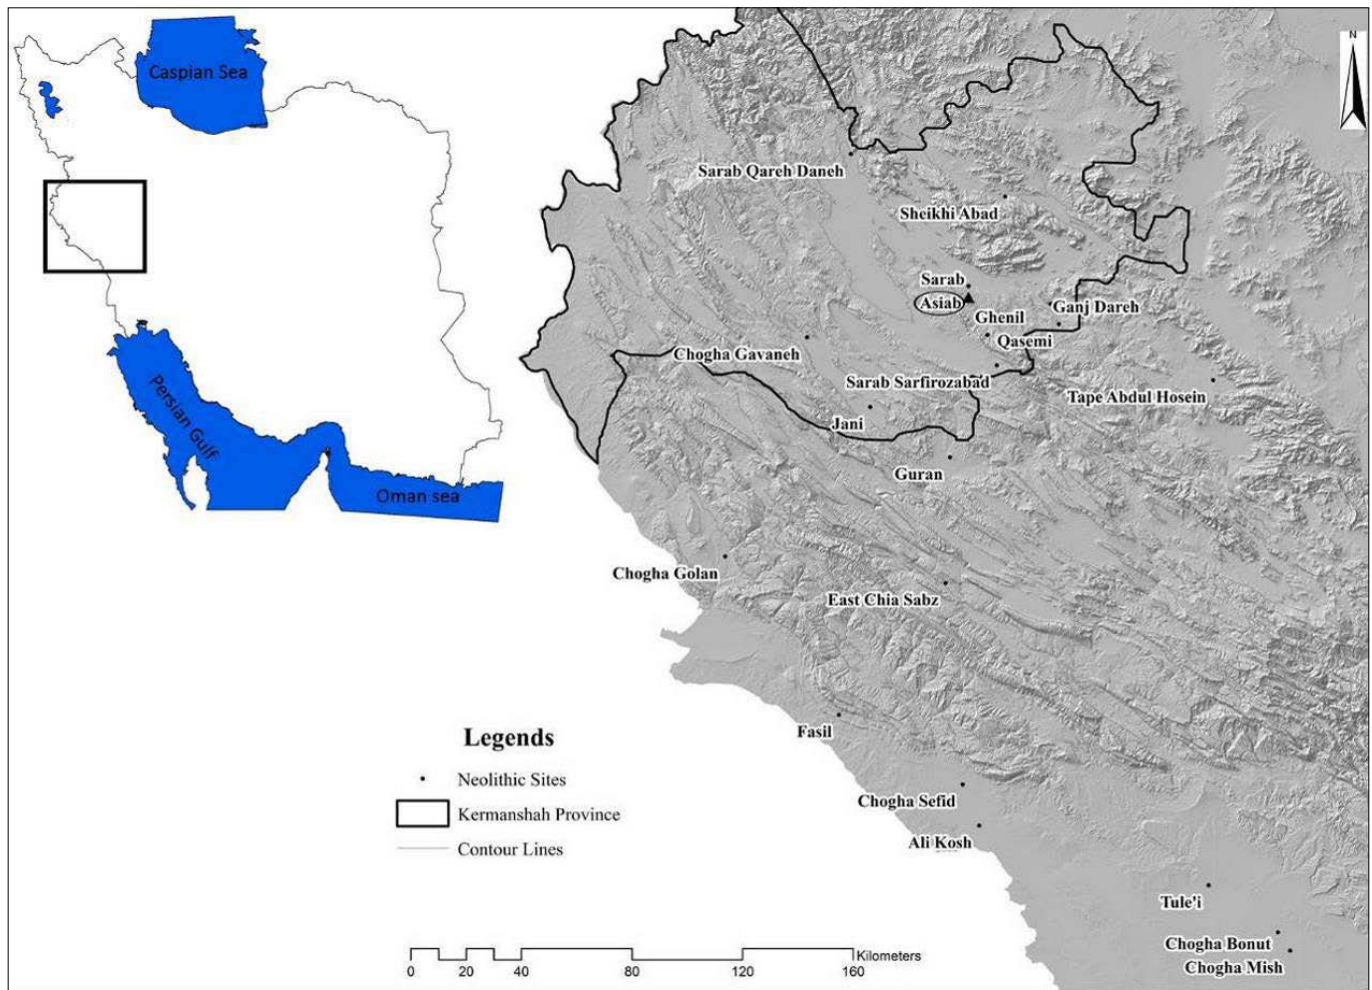 Caspian Sea
Persian Gulf
Oman sea
N
Sarab Qareh Daneh
Sheikhi Abad
Sarab
Asiab
Ghenil
Ganj Dareh
Qasemi
Chogha Gavaneh
Sarab Sarfirozabad
Tape Abdul Hosein
Jani
Guran
Chogha Golan
East Chia Sabz
Fasil
Chogha Sefid
Ali Kosh
Tule'i
Chogha Bonut
Chogha Mish
Legends
Neolithic Sites
Kermanshah Province
Contour Lines
Kilometers
0 20 40 80 120 160